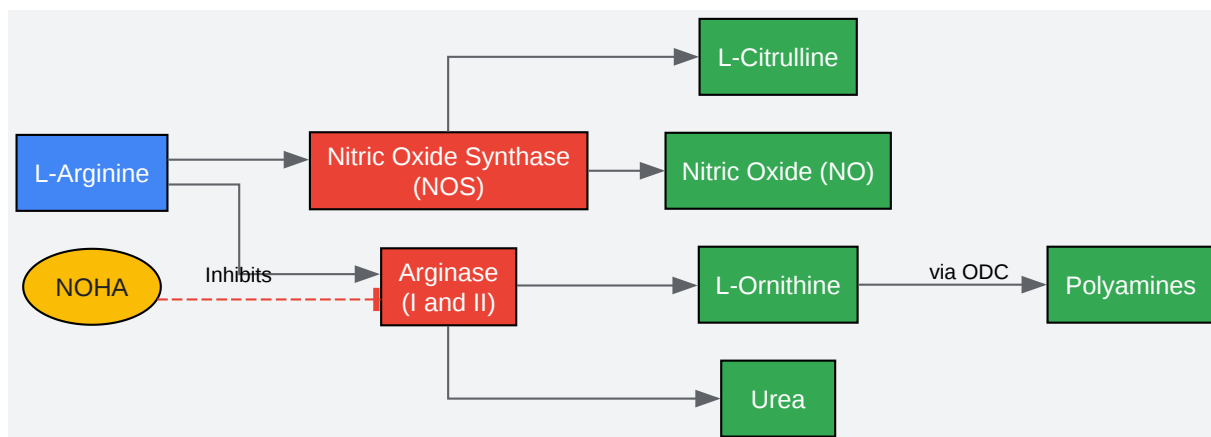 L-Citrulline
L-Arginine
Nitric Oxide Synthase
(NOS)
Nitric Oxide (NO)
NOHA
Inhibits
Arginase
(I and II)
L-Ornithine
via ODC
Polyamines
Urea